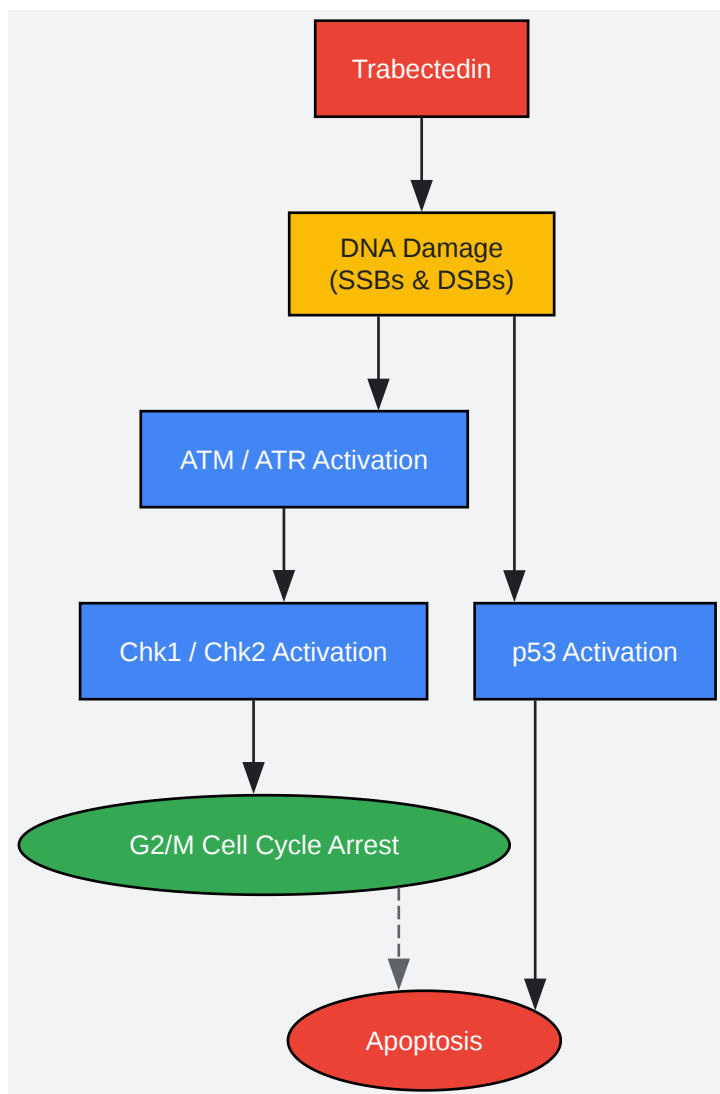 Trabectedin
DNA Damage
(SSBs & DSBs)
ATM / ATR Activation
Chk1 / Chk2 Activation
p53 Activation
G2/M Cell Cycle Arrest
Apoptosis